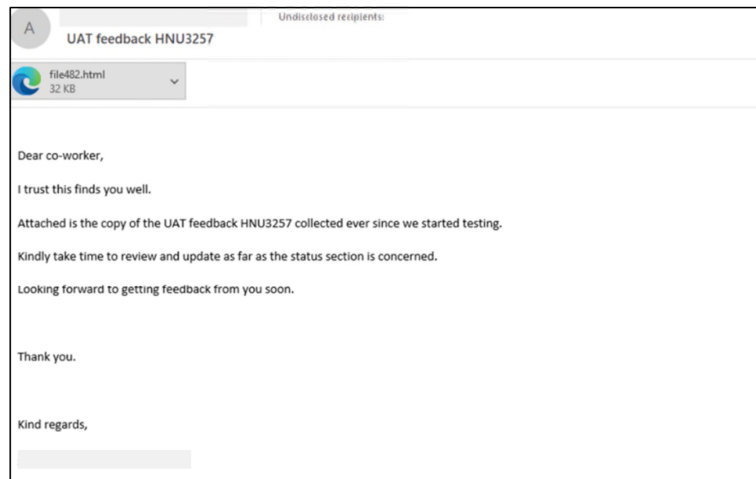 A
Undisclosed recipients:
UAT feedback HNU3257
file482.html
32 KB
Dear co-worker,
I trust this finds you well.
Attached is the copy of the UAT feedback HNU3257 collected ever since we started testing.
Kindly take time to review and update as far as the status section is concerned.
Looking forward to getting feedback from you soon.
Thank you.
Kind regards,